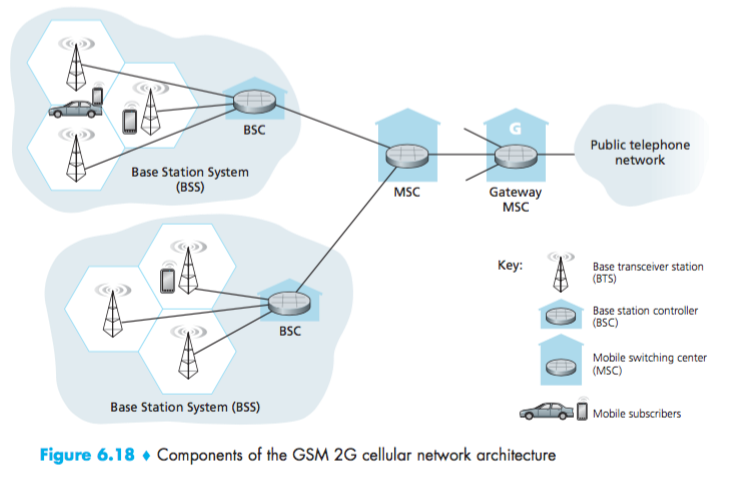 BSC
Base Station System
(BSS)
MSC
G
Gateway
MSC
Public telephone
network
BSC
Base Station System (BSS)
Key:
Base transceiver station
(BTS)
Base station controller
(BSC)
Mobile switching center
(MSC)
Mobile subscribers
Figure 6.18 ♦ Components of the GSM 2G cellular network architecture